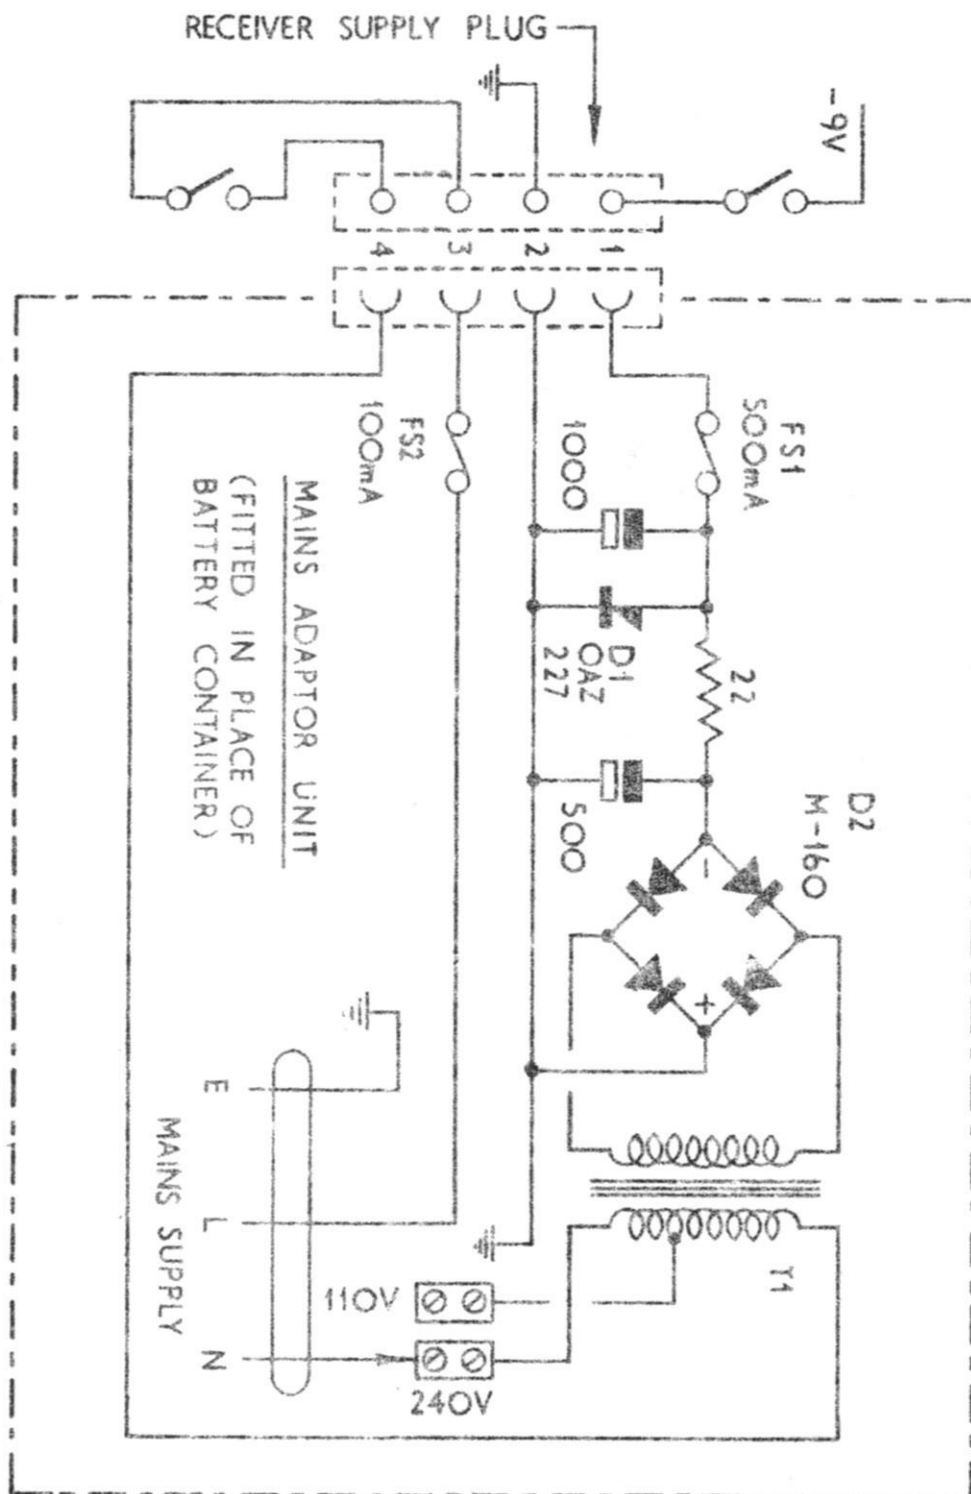 RECEIVER SUPPLY PLUG
-9V
4 3 2 1
FS1
500mA
FS2
100mA
1000
D1
OAZ
227
22
500
D2
M-160
-
+
MAINS ADAPTOR UNIT
(FITTED IN PLACE OF
BATTERY CONTAINER)
E
L
N
MAINS SUPPLY
110V
240V
T1